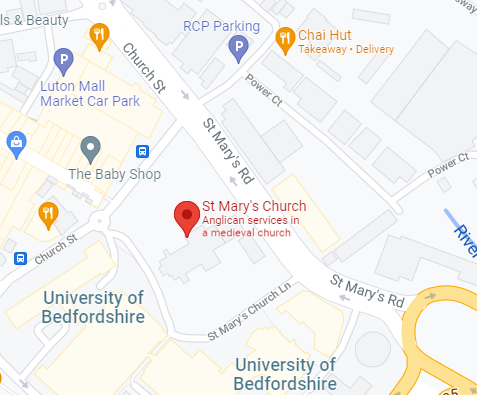 ls & Beauty
RCP Parking
Chai Hut
Takeaway • Delivery
Church St
Luton Mall
Market Car Park
Power Ct
St Mary's Rd
The Baby Shop
Power Ct
St Mary's Church
Anglican services in
a medieval church
River
Church St
St Mary's Rd
University of
Bedfordshire
St Mary's Church Ln
University of
Bedfordshire